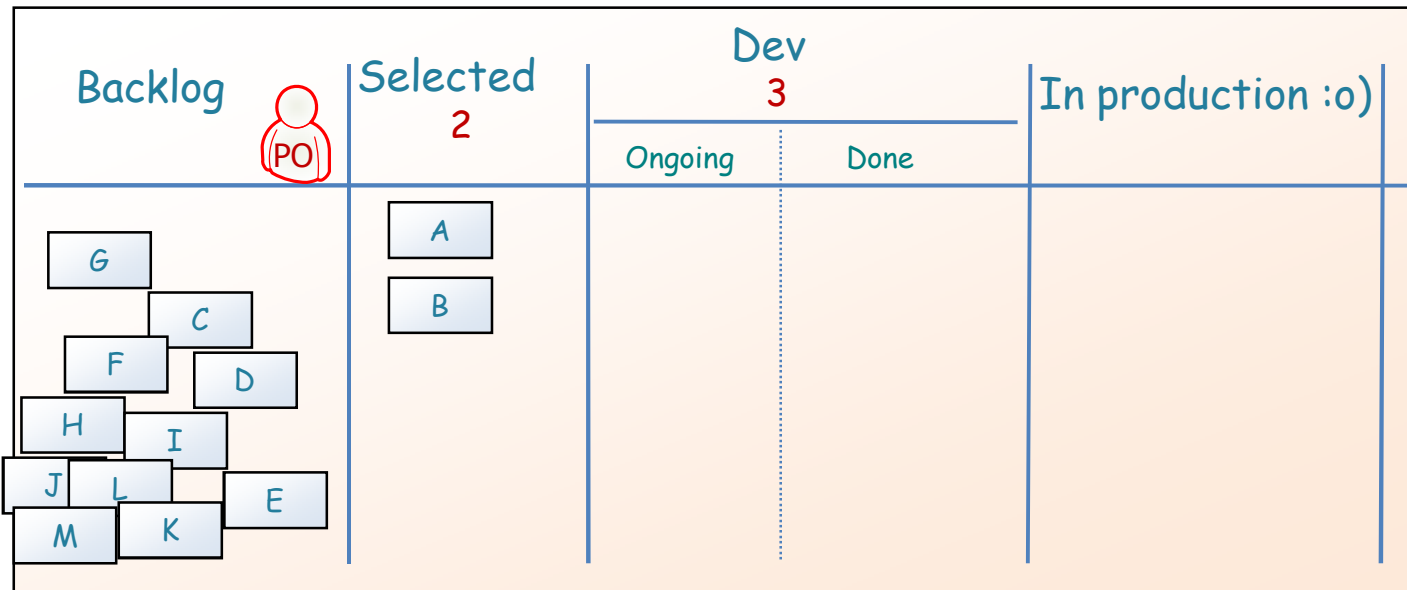 Backlog
PO
Selected
2
Dev
3
Ongoing
Done
In production :o)
G
C
F
D
H
I
J
L
E
M
K
A
B